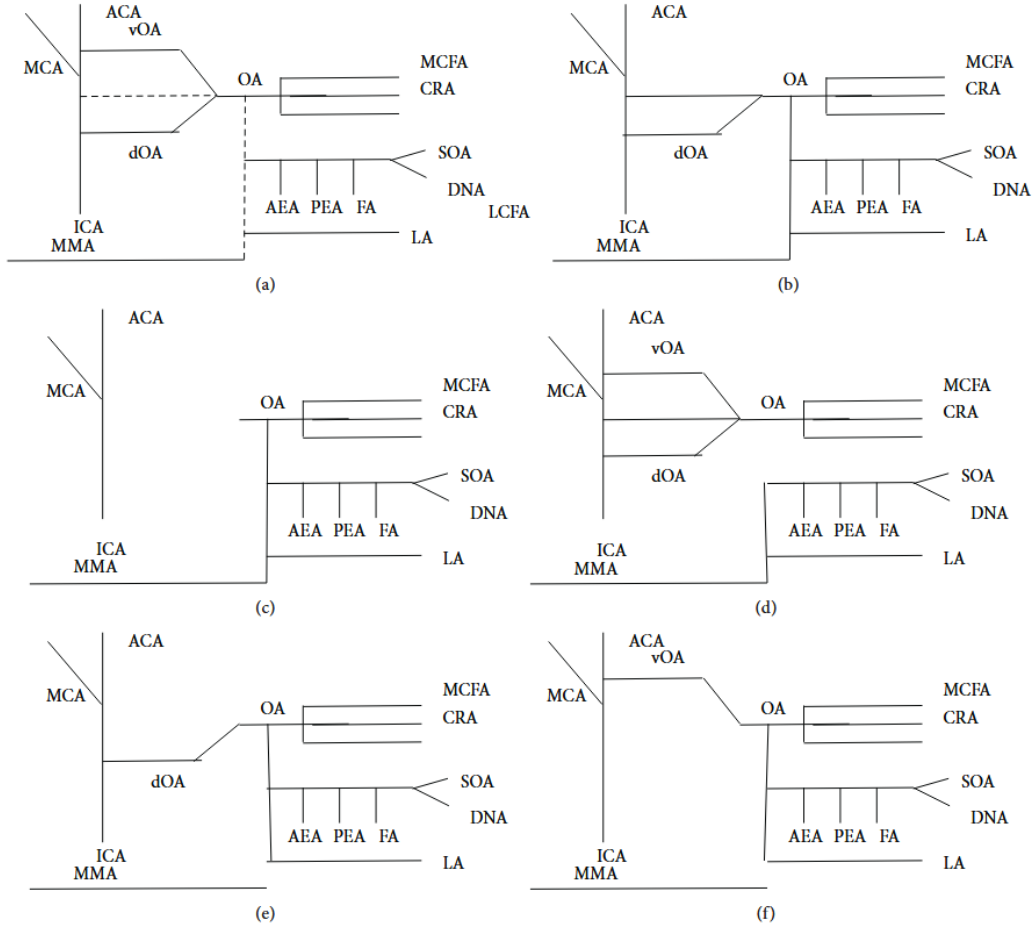 ACA
vOA
MCA
OA
MCFA
CRA
dOA
SOA
DNA
AEA PEA FA
LCFA
ICA
MMA
LA
(a)
ACA
MCA
OA
MCFA
CRA
dOA
SOA
DNA
AEA PEA FA
ICA
MMA
LA
(b)
ACA
MCA
OA
MCFA
CRA
SOA
DNA
AEA PEA FA
ICA
MMA
LA
(c)
ACA
vOA
MCA
OA
MCFA
CRA
dOA
SOA
DNA
AEA PEA FA
ICA
MMA
LA
(d)
ACA
MCA
OA
MCFA
CRA
dOA
SOA
DNA
AEA PEA FA
ICA
MMA
LA
(e)
ACA
vOA
MCA
OA
MCFA
CRA
SOA
DNA
AEA PEA FA
ICA
MMA
LA
(f)